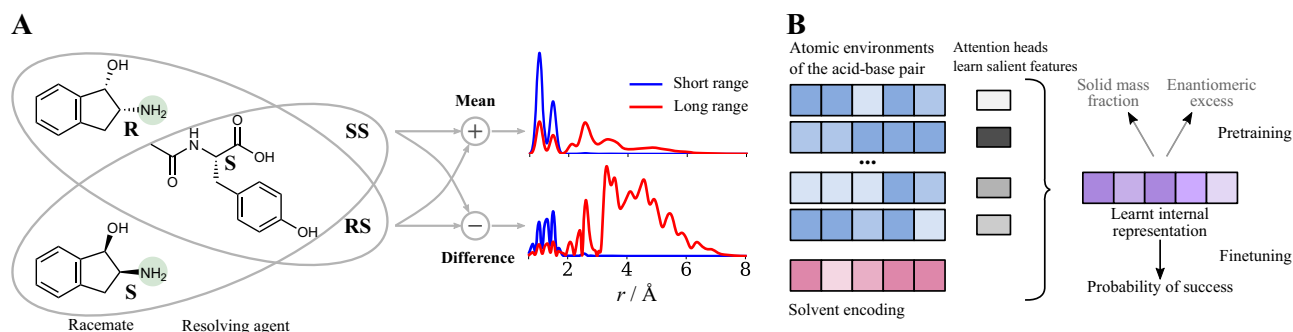 A
OH
NH₂
R
N
H
O
O
OH
S
OH
OH
NH₂
S
Racemate
Resolving agent
SS
RS
Mean
+
−
Difference
Short range
Long range
2
4
6
8
r / Å
B
Atomic environments
of the acid-base pair
Attention heads
learn salient features
...
Solvent encoding
Solid mass
fraction
Enantiomeric
excess
Pretraining
Learnt internal
representation
Finetuning
Probability of success